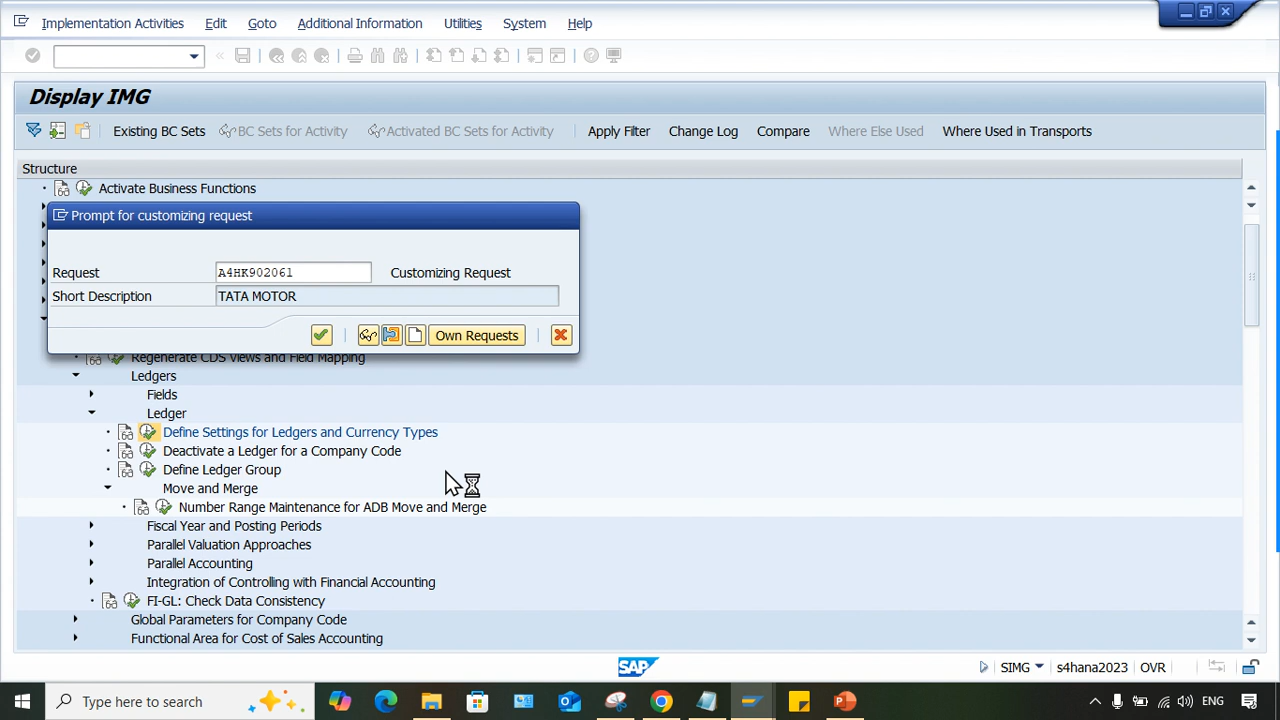 Implementation Activities Edit Goto Additional Information Utilities System Help
Display IMG
Existing BC Sets BC Sets for Activity Activated BC Sets for Activity Apply Filter Change Log Compare Where Else Used Where Used in Transports
Structure
Activate Business Functions
Prompt for customizing request
Request A4HK902061 Customizing Request
Short Description TATA MOTOR
Own Requests
Regenerate CDS Views and Field Mapping
Ledgers
Fields
Ledger
Define Settings for Ledgers and Currency Types
Deactivate a Ledger for a Company Code
Define Ledger Group
Move and Merge
Number Range Maintenance for ADB Move and Merge
Fiscal Year and Posting Periods
Parallel Valuation Approaches
Parallel Accounting
Integration of Controlling with Financial Accounting
FI-GL: Check Data Consistency
Global Parameters for Company Code
Functional Area for Cost of Sales Accounting
SAP SIMG s4hana2023 OVR
Type here to search ENG